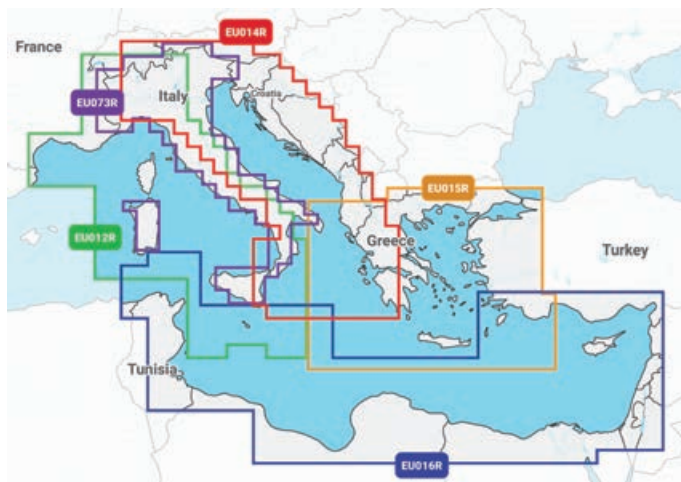 EU014R
France
Italy
Croatia
EU073R
EU015R
EU012R
Greece
Turkey
Tunisia
EU016R